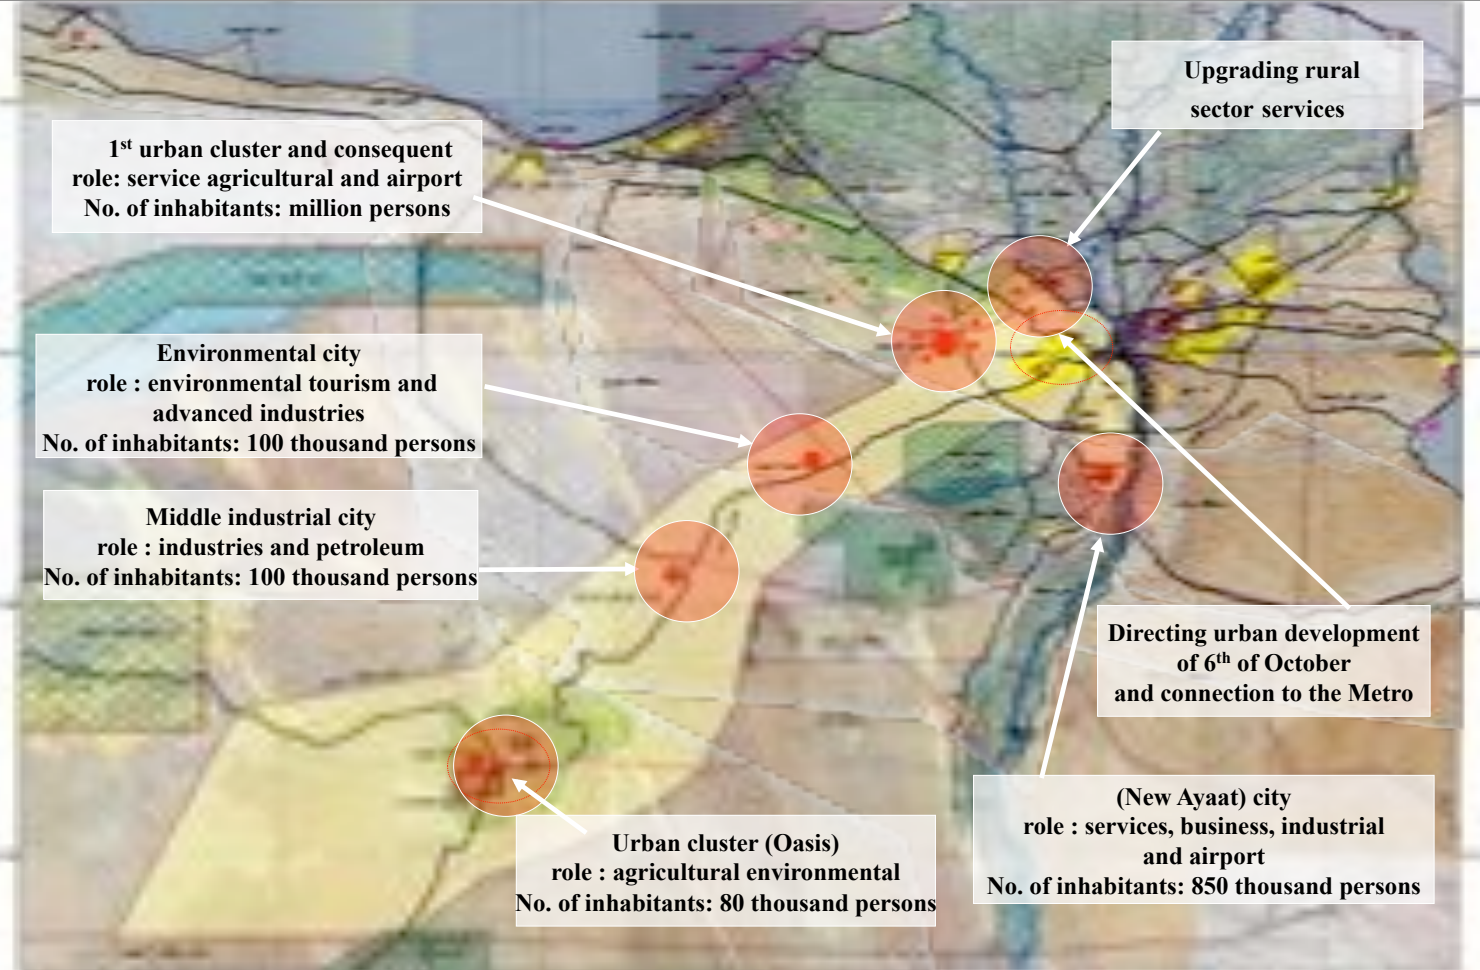 Upgrading rural
sector services
1st urban cluster and consequent
role: service agricultural and airport
No. of inhabitants: million persons
Environmental city
role : environmental tourism and
advanced industries
No. of inhabitants: 100 thousand persons
Middle industrial city
role : industries and petroleum
No. of inhabitants: 100 thousand persons
Directing urban development
of 6th of October
and connection to the Metro
(New Ayaat) city
role : services, business, industrial
and airport
No. of inhabitants: 850 thousand persons
Urban cluster (Oasis)
role : agricultural environmental
No. of inhabitants: 80 thousand persons